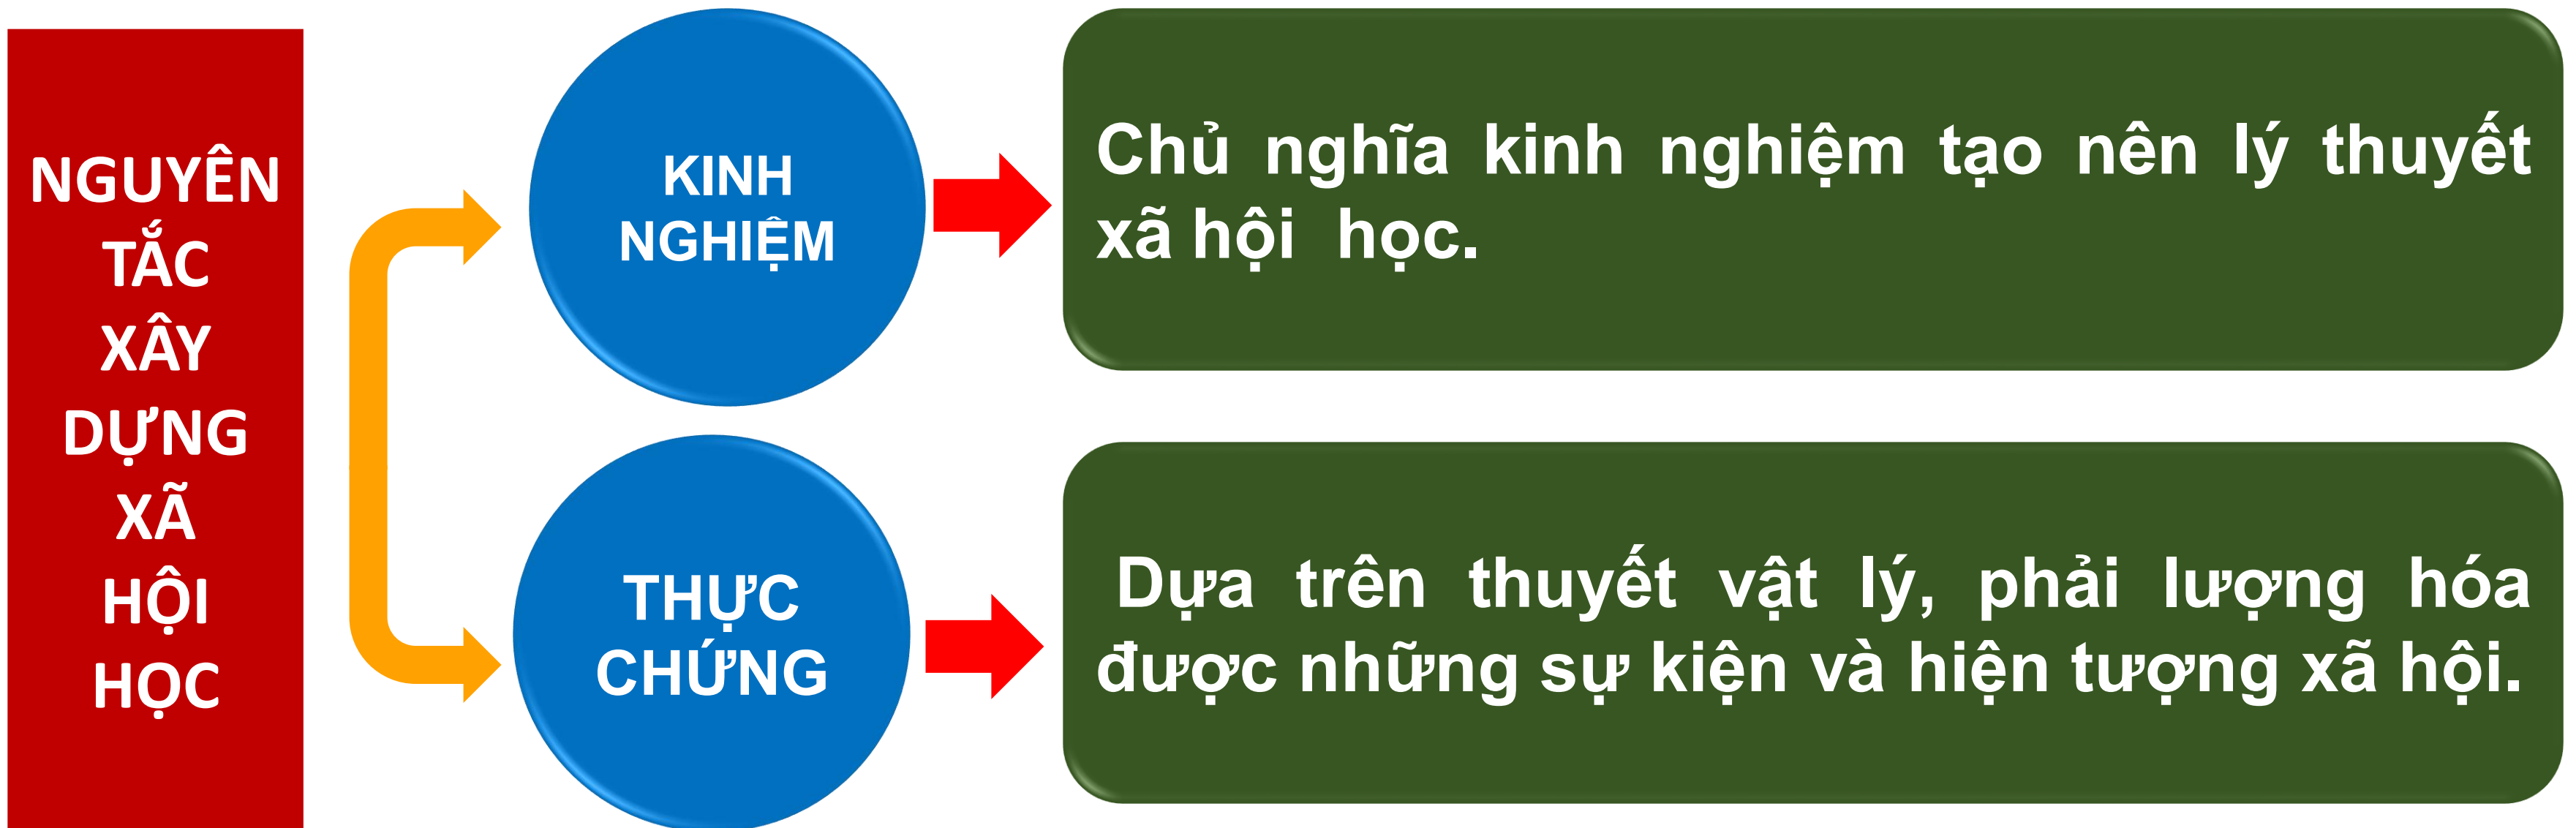 NGUYÊN
TẮC
XÂY
DỰNG
XÃ
HỘI
HỌC
KINH
NGHIỆM
Chủ nghĩa kinh nghiệm tạo nên lý thuyết
xã hội học.
THỰC
CHỨNG
Dựa trên thuyết vật lý, phải lượng hóa
được những sự kiện và hiện tượng xã hội.